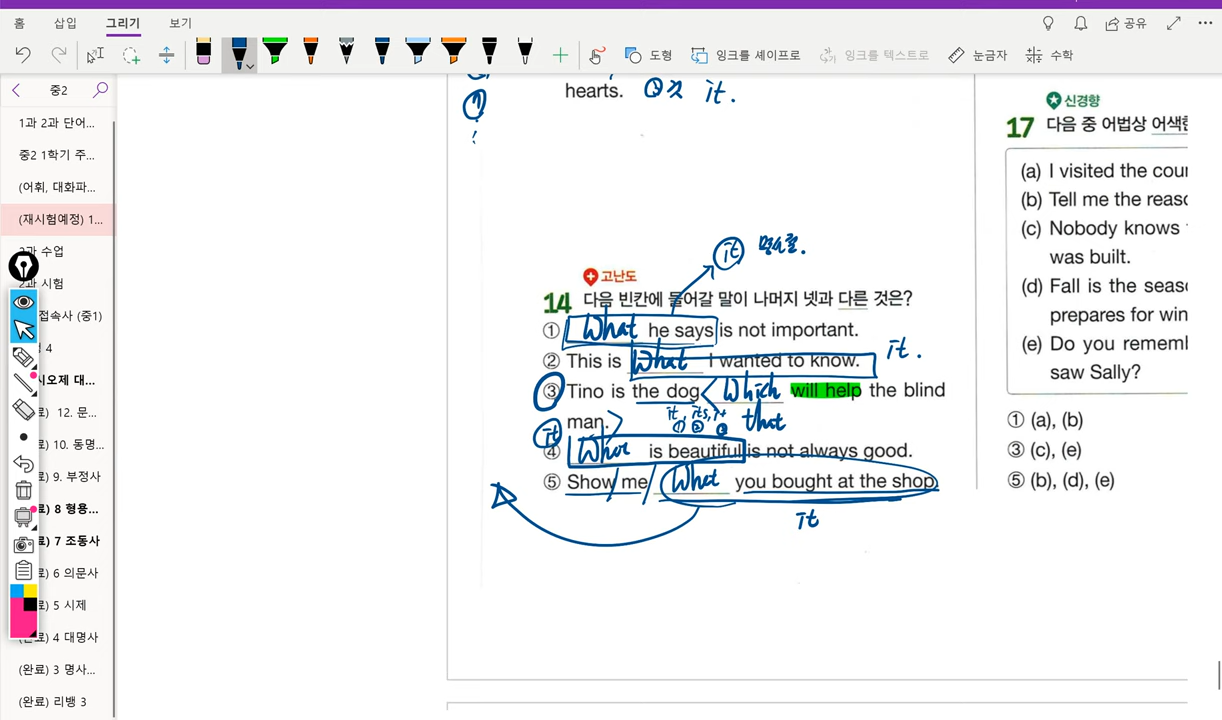 홈 삽입 그리기 보기 공유
도형 잉크를 셰이프로 잉크를 텍스트로 눈금자 수학
중2
1과 2과 단어...
중2 1학기 주...
(어휘, 대화파...
(재시험예정) 1...
2과 수업
2과 시험
접속사 (중1)
4
시오제 대...
료) 12. 문...
료) 10. 동명...
료) 9. 부정사
료) 8 형용...
료) 7 조동사
료) 6 의문사
료) 5 시제
(완료) 4 대명사
(완료) 3 명사...
(완료) 리뱅 3
hearts. it.
it
고난도
14 다음 빈칸에 들어갈 말이 나머지 넷과 다른 것은?
① What he says is not important.
② This is What I wanted to know. it.
③ Tino is the dog Which will help the blind
man. that
it
④ What is beautiful is not always good.
⑤ Show me What you bought at the shop.
it
신경향
17 다음 중 어법상 어색한
(a) I visited the cour
(b) Tell me the reaso
(c) Nobody knows
was built.
(d) Fall is the seaso
prepares for win
(e) Do you rememl
saw Sally?
① (a), (b)
③ (c), (e)
⑤ (b), (d), (e)